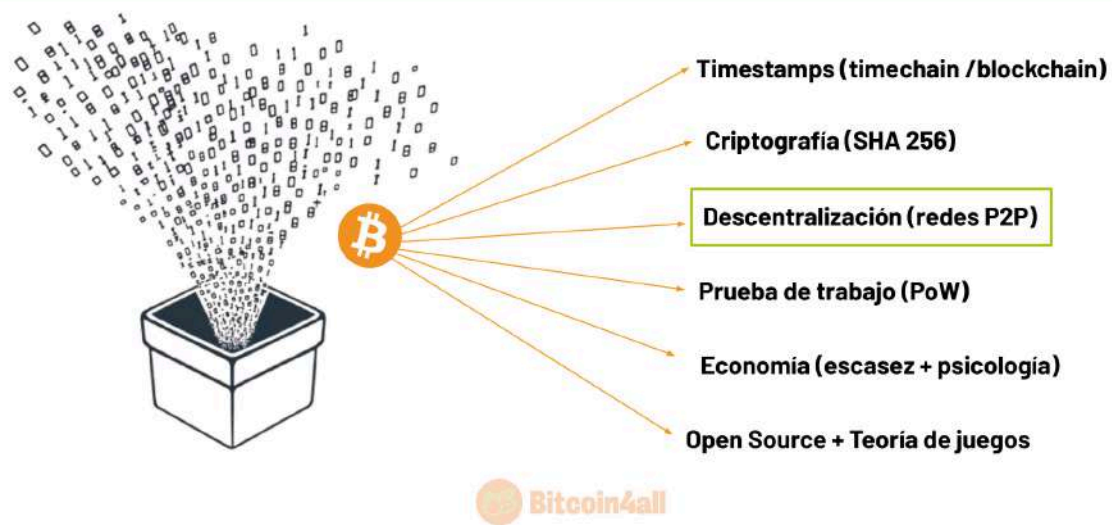 Timestamps (timechain /blockchain)
Criptografía (SHA 256)
Descentralización (redes P2P)
Prueba de trabajo (PoW)
Economía (escasez + psicología)
Open Source + Teoría de juegos
Bitcoin4all